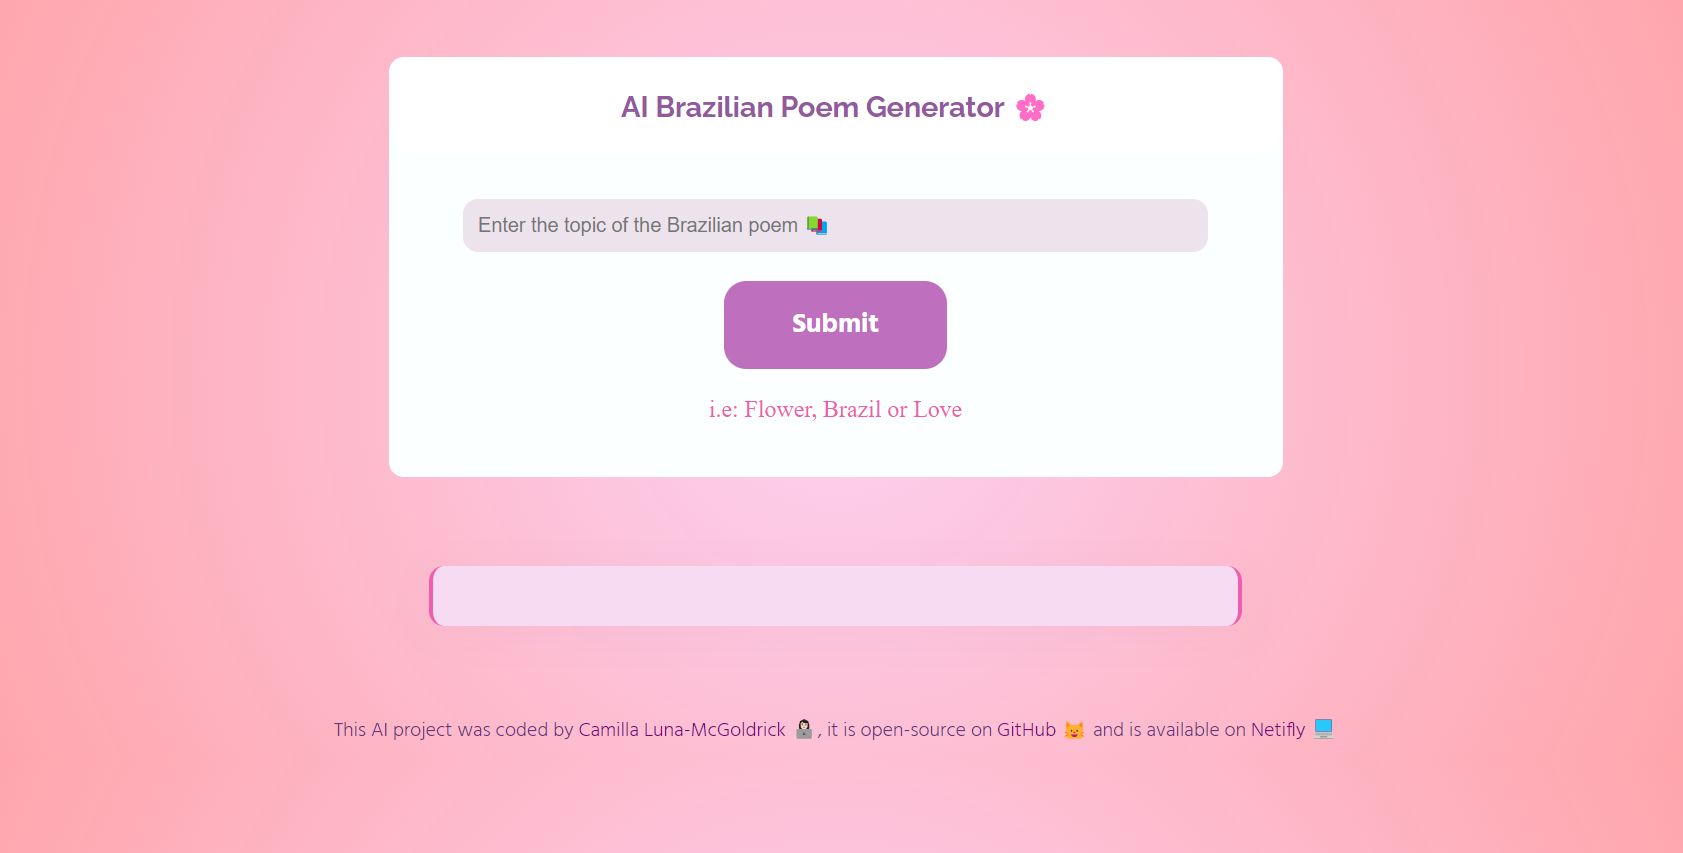 AI Brazilian Poem Generator 🌸
Enter the topic of the Brazilian poem 📚
Submit
i.e: Flower, Brazil or Love
This AI project was coded by Camilla Luna-McGoldrick 👩🏻‍💻, it is open-source on GitHub 😺 and is available on Netifly 💻